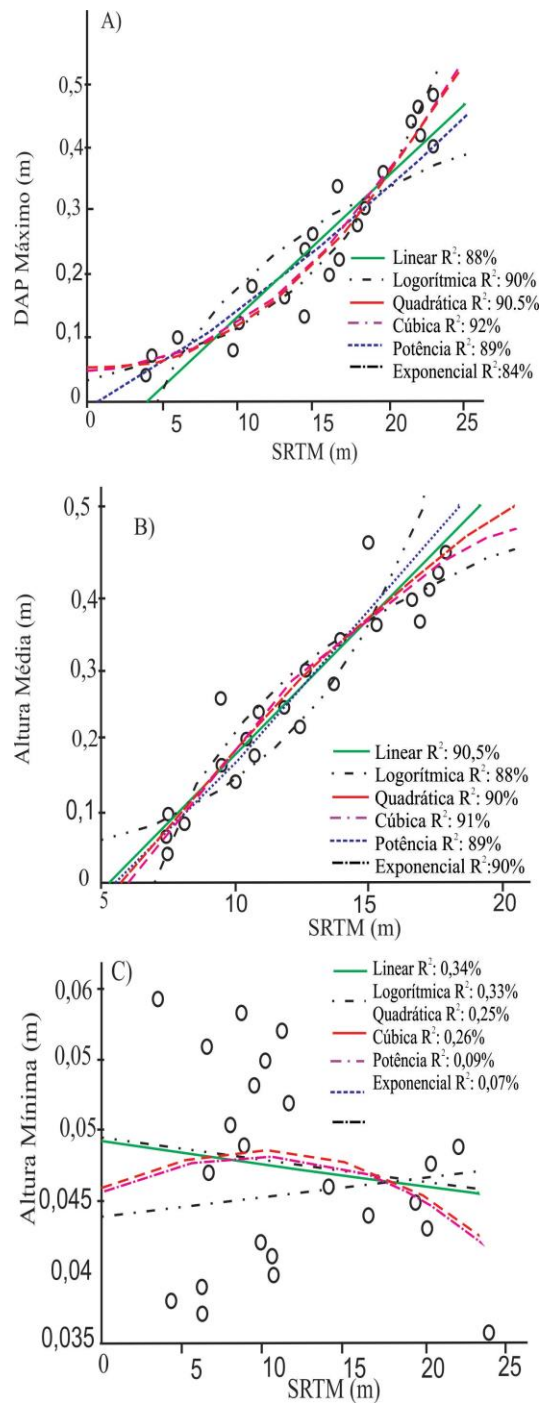 A)
0,5
0,4
0,3
0,2
0,1
0
DAP Máximo (m)
Linear R²: 88%
Logorítmica R²: 90%
Quadrática R²: 90.5%
Cúbica R²: 92%
Potência R²: 89%
Exponencial R²:84%
5 10 15 20 25
SRTM (m)
B)
0,5
0,4
0,3
0,2
0,1
0
Altura Média (m)
Linear R²: 90,5%
Logorítmica R²: 88%
Quadrática R²: 90%
Cúbica R²: 91%
Potência R²: 89%
Exponencial R²:90%
5 10 15 20
SRTM (m)
C)
0,06
0,05
0,05
0,045
0,04
0,035
Altura Mínima (m)
Linear R²: 0,34%
Logorítmica R²: 0,33%
Quadrática R²: 0,25%
Cúbica R²: 0,26%
Potência R²: 0,09%
Exponencial R²: 0,07%
0 5 10 15 20 25
SRTM (m)